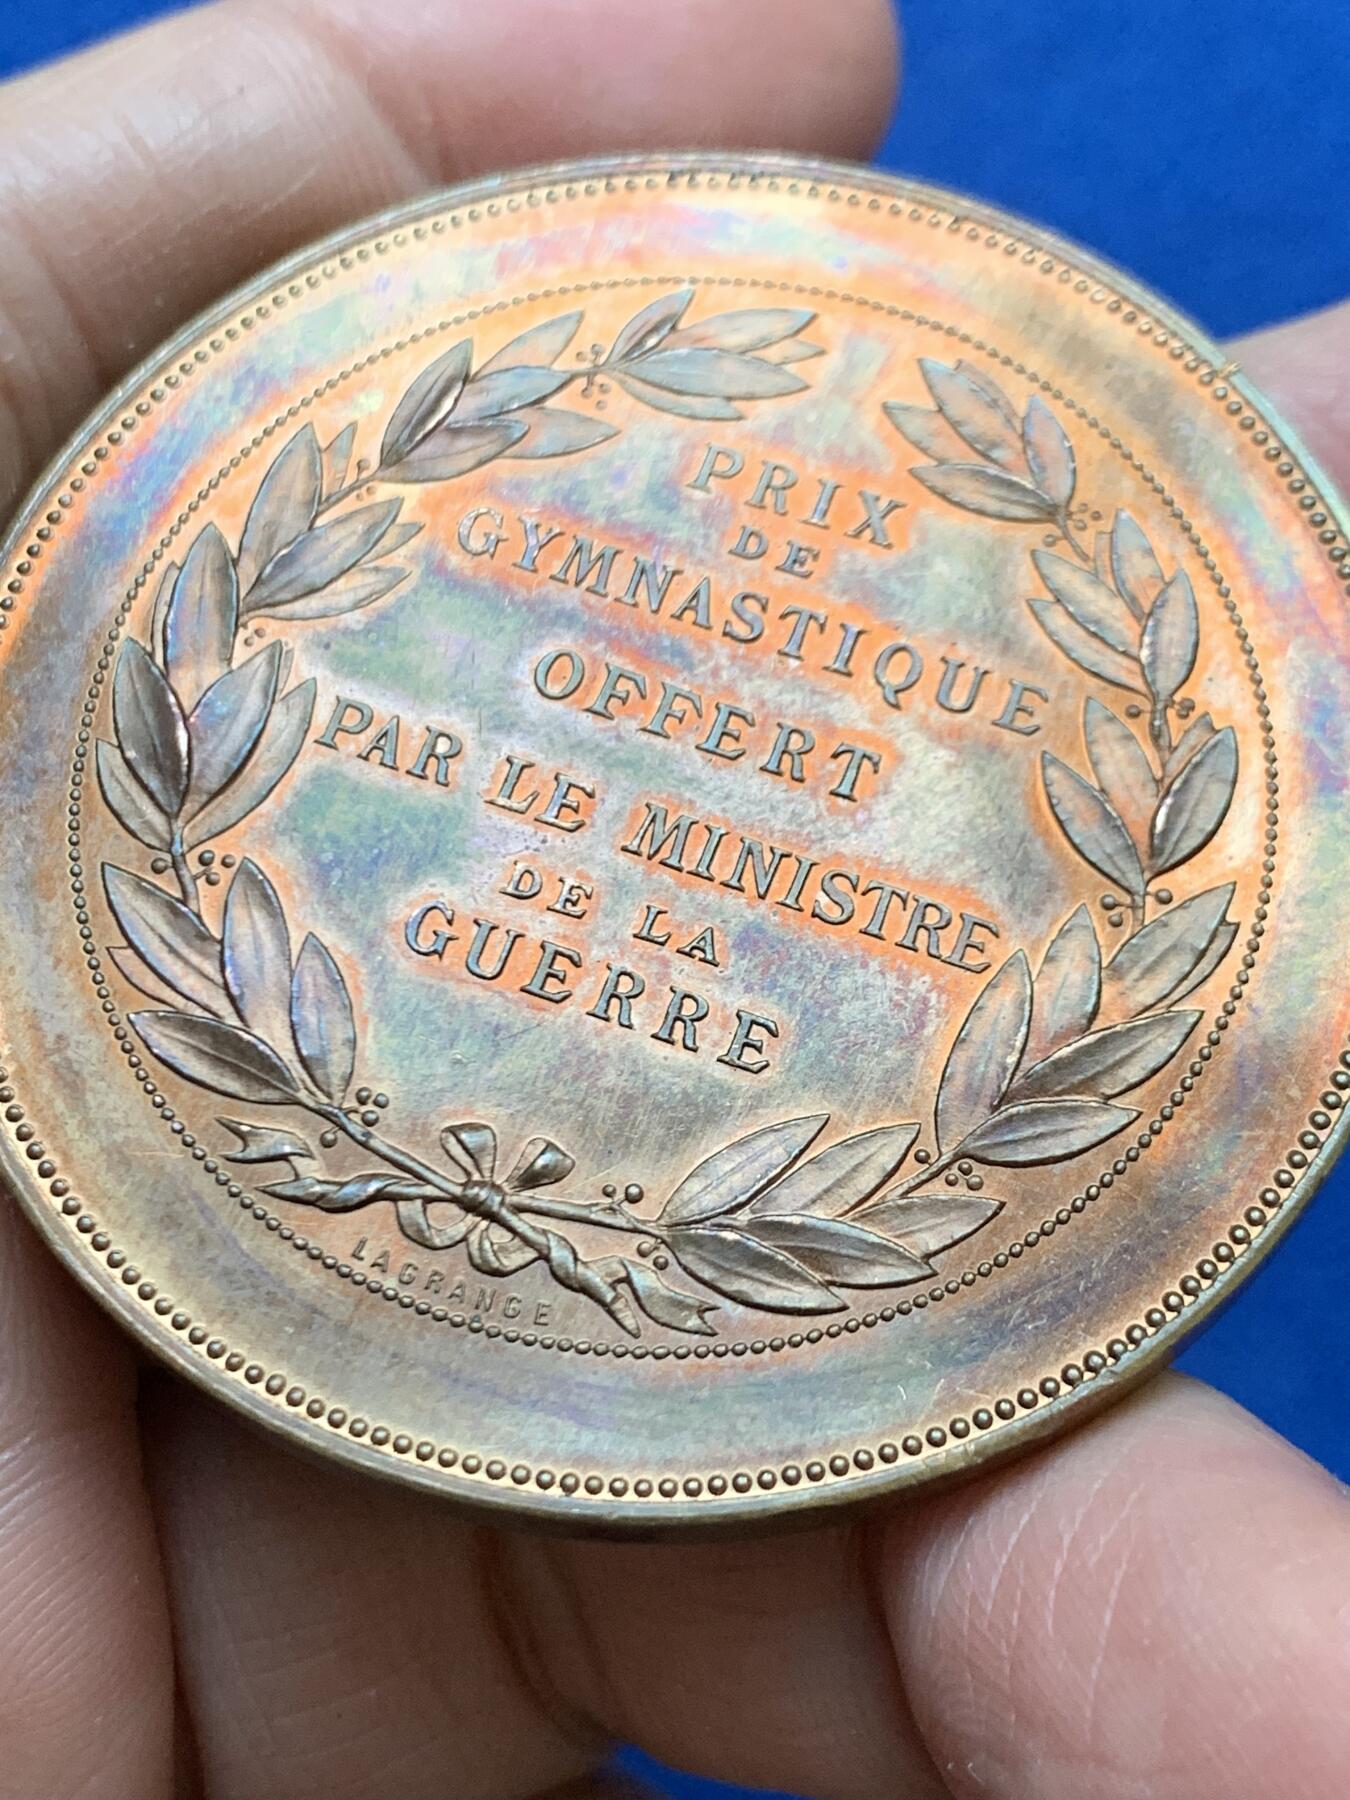 PRIX
DE
GYMNASTIQUE
OFFERT
PAR LE MINISTRE
DE LA
GUERRE
LAGRANGE